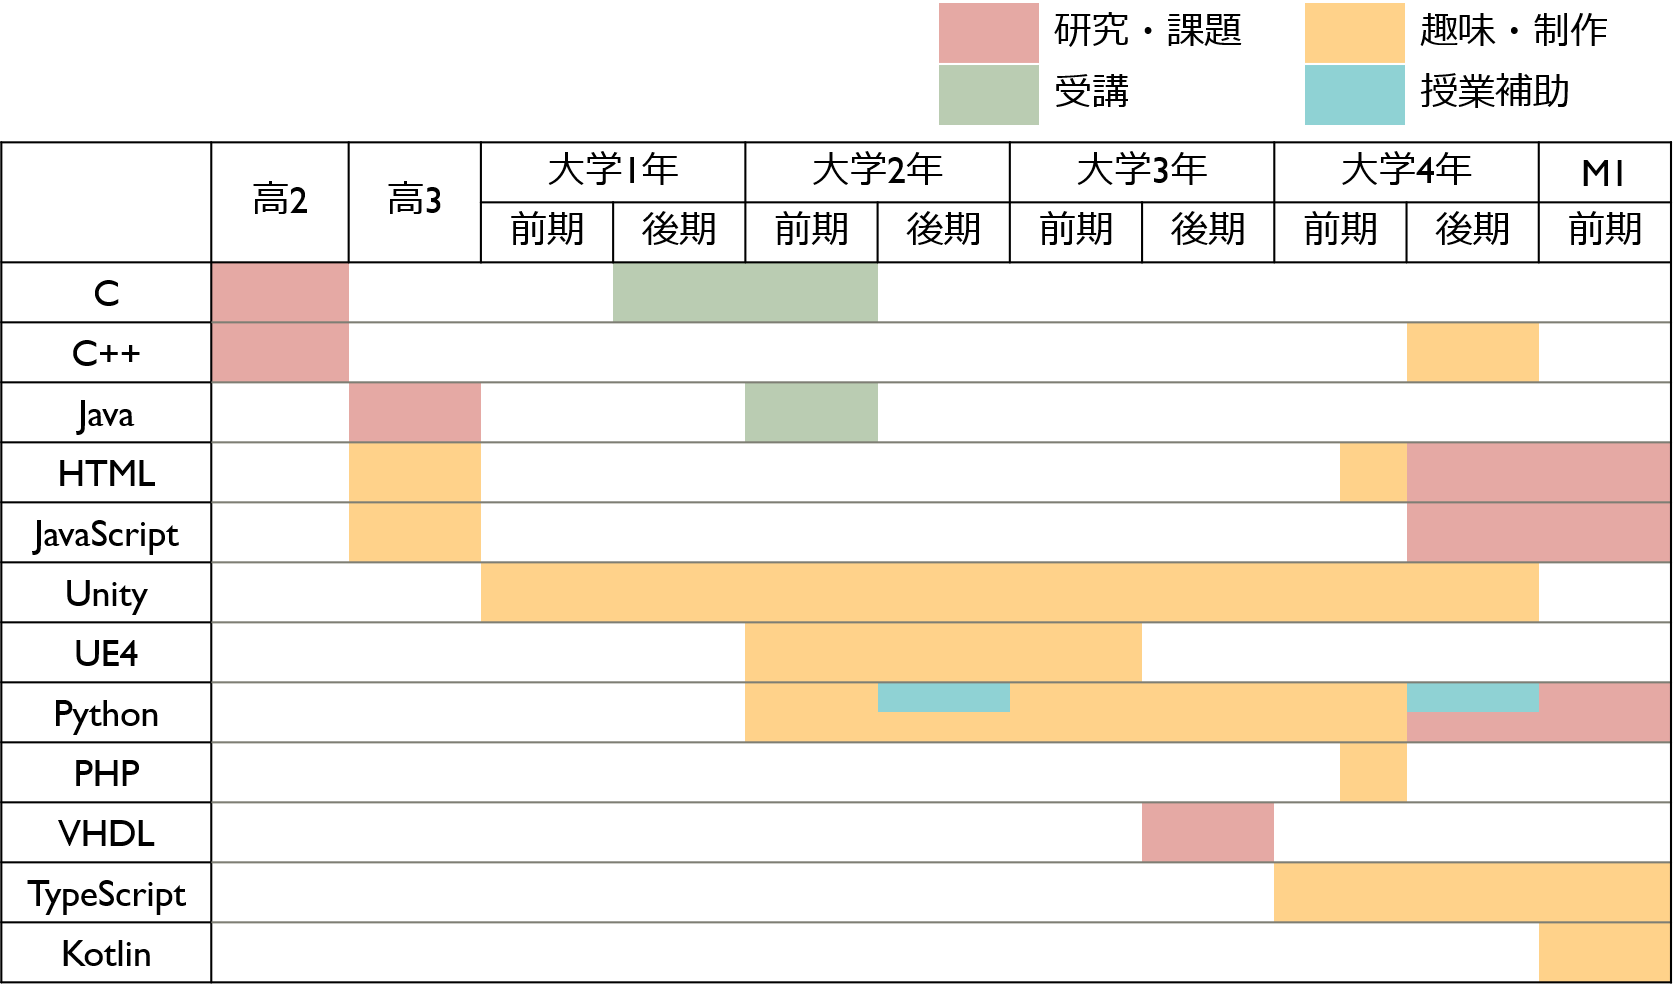 研究・課題 趣味・制作
受講 授業補助
高2 高3 大学1年 大学2年 大学3年 大学4年 M1
前期 後期 前期 後期 前期 後期 前期 後期 前期
C
C++
Java
HTML
JavaScript
Unity
UE4
Python
PHP
VHDL
TypeScript
Kotlin